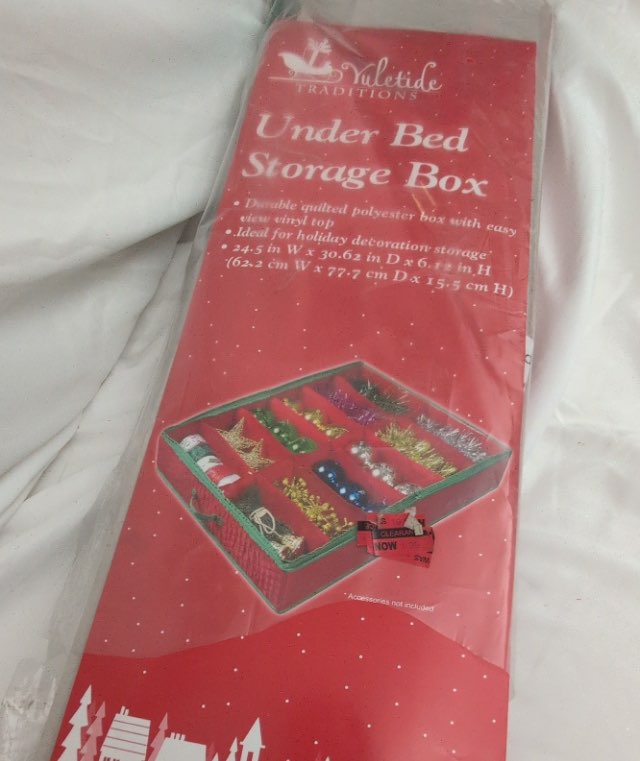 Yuletide
TRADITIONS
Under Bed
Storage Box
• Durable quilted polyester box with easy
view vinyl top
• Ideal for holiday decoration storage
• 24.5 in W x 30.62 in D x 6.12 in H
(62.2 cm W x 77.7 cm D x 15.5 cm H)
NOW
WAS
* Accessories not included